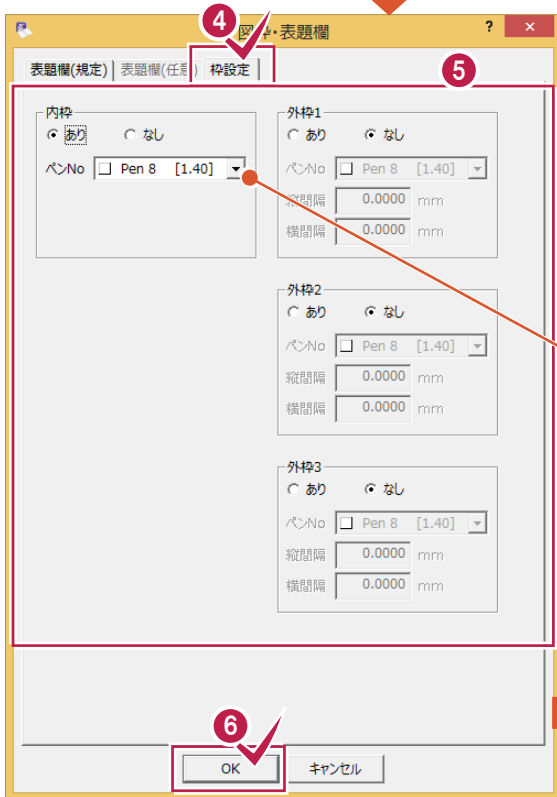 4
図枠・表題欄 ? ×
表題欄(規定) 表題欄(任意) 枠設定
5
内枠
あり なし
ペンNo Pen 8 [1.40]
外枠1
あり なし
ペンNo Pen 8 [1.40]
縦間隔 0.0000 mm
横間隔 0.0000 mm
外枠2
あり なし
ペンNo Pen 8 [1.40]
縦間隔 0.0000 mm
横間隔 0.0000 mm
外枠3
あり なし
ペンNo Pen 8 [1.40]
縦間隔 0.0000 mm
横間隔 0.0000 mm
6
OK キャンセル